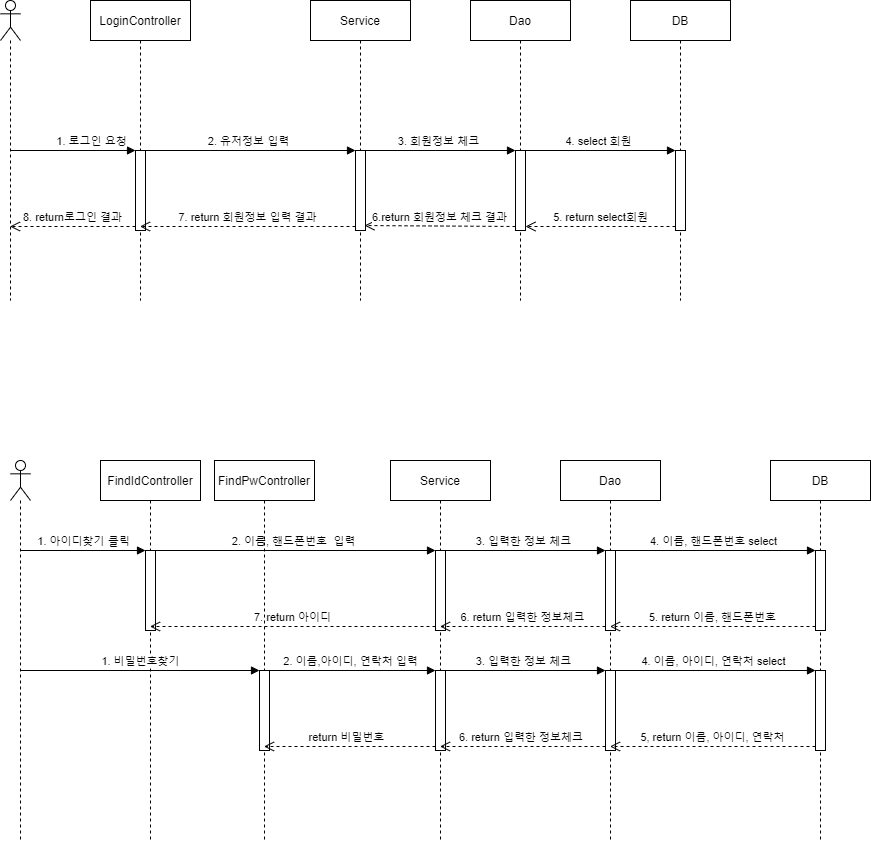 LoginController
Service
Dao
DB
1. 로그인 요청
2. 유저정보 입력
3. 회원정보 체크
4. select 회원
8. return로그인 결과
7. return 회원정보 입력 결과
6.return 회원정보 체크 결과
5. return select회원
FindIdController
FindPwController
Service
Dao
DB
1. 아이디찾기 클릭
2. 이름, 핸드폰번호 입력
3. 입력한 정보 체크
4. 이름, 핸드폰번호 select
7. return 아이디
6. return 입력한 정보체크
5. return 이름, 핸드폰번호
1. 비밀번호찾기
2. 이름,아이디, 연락처 입력
3. 입력한 정보 체크
4. 이름, 아이디, 연락처 select
return 비밀번호
6. return 입력한 정보체크
5, return 이름, 아이디, 연락처